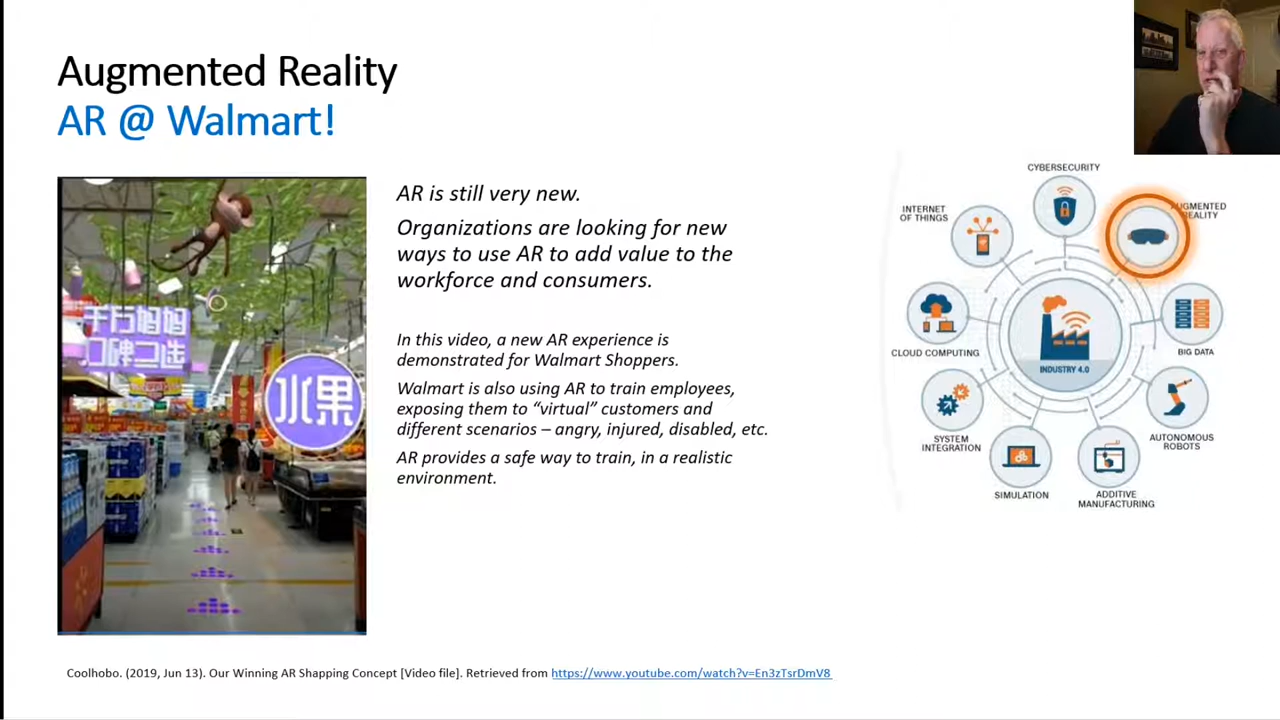 Augmented Reality
AR @ Walmart!
水果
AR is still very new.
Organizations are looking for new
ways to use AR to add value to the
workforce and consumers.
In this video, a new AR experience is
demonstrated for Walmart Shoppers.
Walmart is also using AR to train employees,
exposing them to “virtual” customers and
different scenarios – angry, injured, disabled, etc.
AR provides a safe way to train, in a realistic
environment.
CYBERSECURITY
AUGMENTED
REALITY
INTERNET
OF THINGS
CLOUD COMPUTING
BIG DATA
INDUSTRY 4.0
SYSTEM
INTEGRATION
AUTONOMOUS
ROBOTS
SIMULATION
ADDITIVE
MANUFACTURING
Coolhobo. (2019, Jun 13). Our Winning AR Shapping Concept [Video file]. Retrieved from https://www.youtube.com/watch?v=En3zTsrDmV8